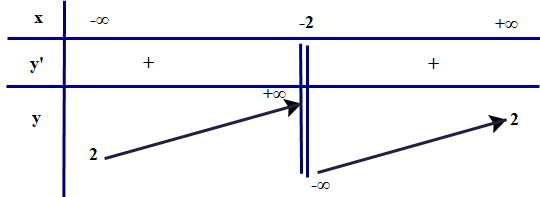 x -∞ -2 +∞
y' + +
+∞
y 2
2
-∞